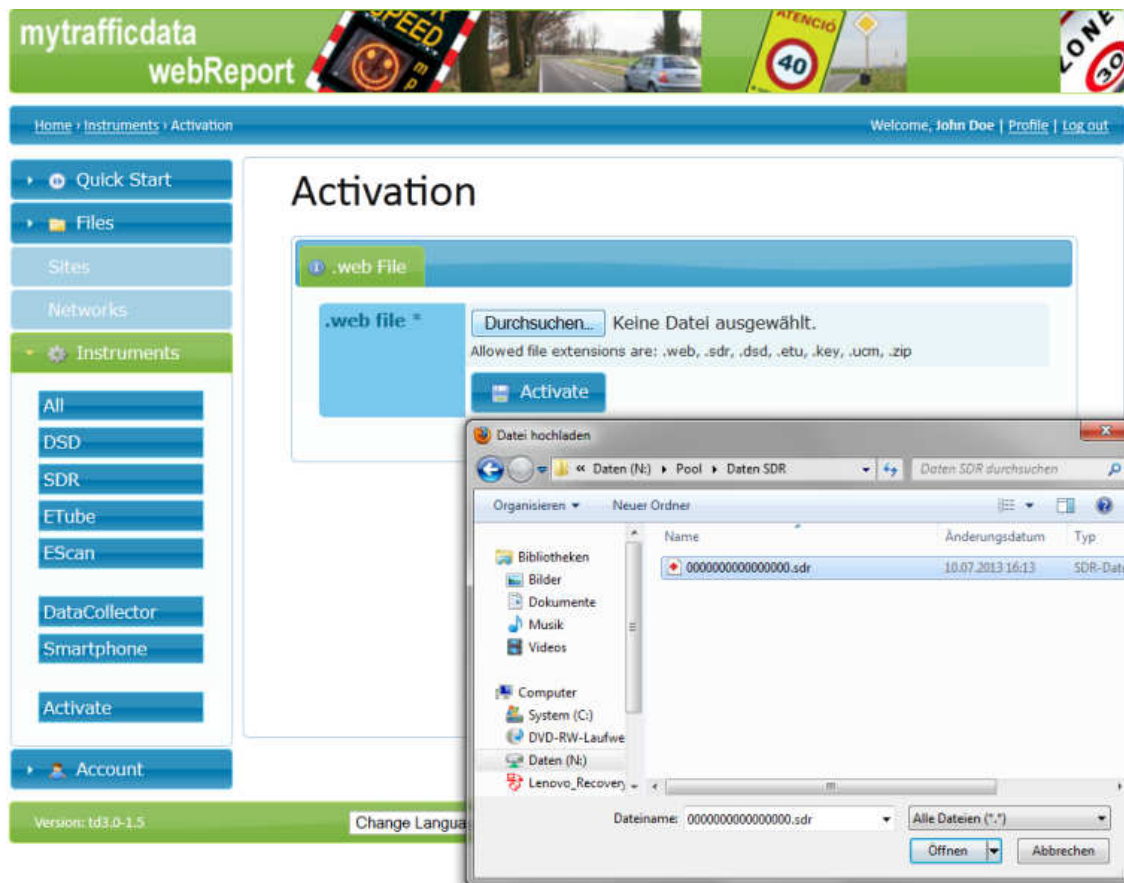 mytrafficdata
webReport
SPEED
mp
ATENCIÓ
40
ZONE
30
Home › Instruments › Activation
Welcome, John Doe | Profile | Log out
Quick Start
Files
Sites
Networks
Instruments
All
DSD
SDR
ETube
EScan
DataCollector
Smartphone
Activate
Account
Activation
.web File
.web file *
Durchsuchen... Keine Datei ausgewählt.
Allowed file extensions are: .web, .sdr, .dsd, .etu, .key, .ucm, .zip
Activate
Datei hochladen
« Daten (N:) ▸ Pool ▸ Daten SDR
Daten SDR durchsuchen
Organisieren Neuer Ordner
Bibliotheken
Bilder
Dokumente
Musik
Videos
Computer
System (C:)
DVD-RW-Laufwe
Daten (N:)
Lenovo_Recovery
Name Änderungsdatum Typ
0000000000000000.sdr 10.07.2013 16:13 SDR-Date
Dateiname: 0000000000000000.sdr
Alle Dateien (*.*)
Öffnen Abbrechen
Version: td3.0-1.5
Change Langua